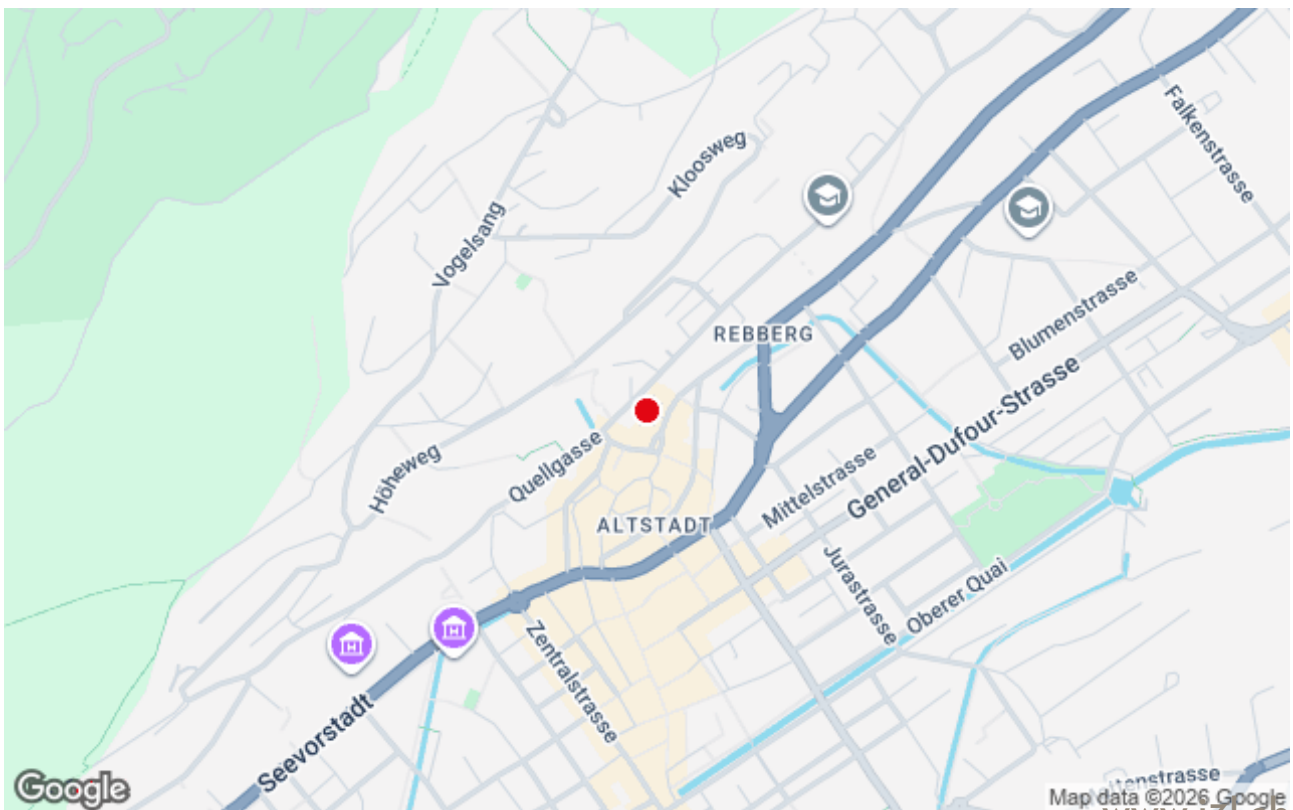 Falkenstrasse
Kloosweg
Vogelsang
REBBERG
Blumenstrasse
General-Dufour-Strasse
Höheweg
Quellgasse
Mittelstrasse
ALTSTADT
Jurastrasse
Oberer Quai
Zentralstrasse
Seevorstadt
Google
Map data ©2026 Google